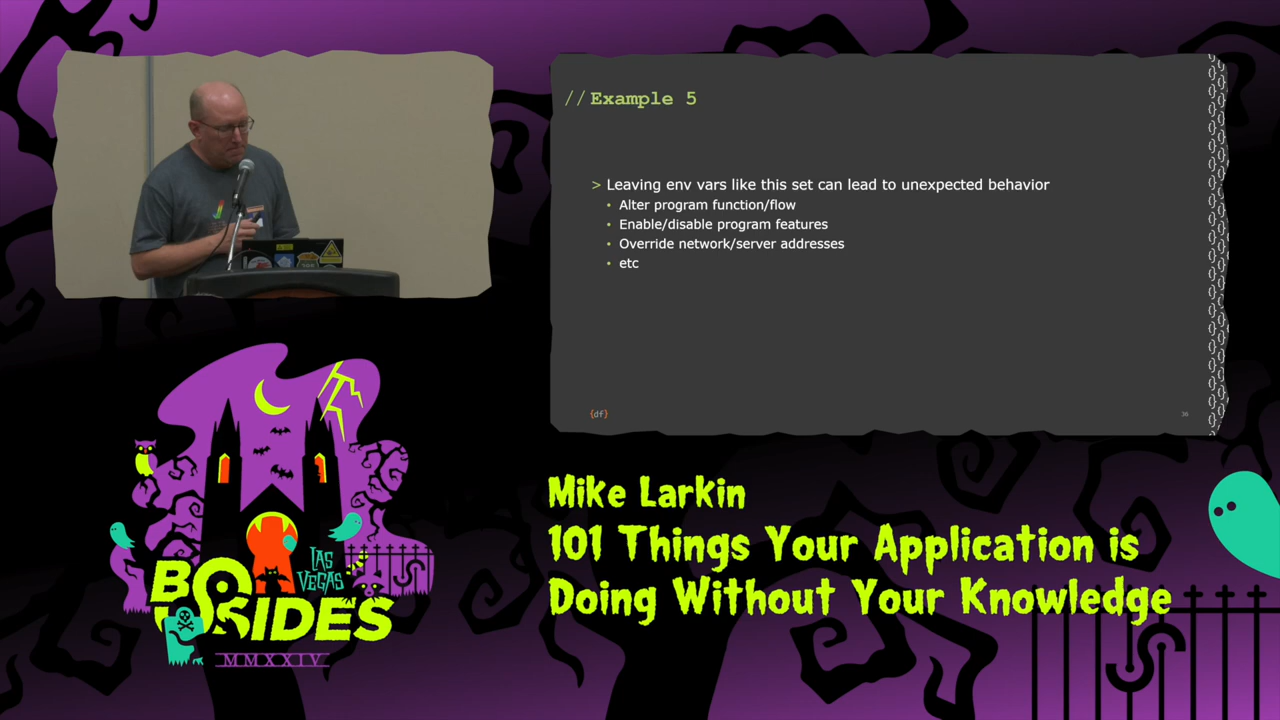 // Example 5
> Leaving env vars like this set can lead to unexpected behavior
• Alter program function/flow
• Enable/disable program features
• Override network/server addresses
• etc
{df}
36
BSIDES
LAS
VEGAS
MMXXIV
Mike Larkin
101 Things Your Application is
Doing Without Your Knowledge